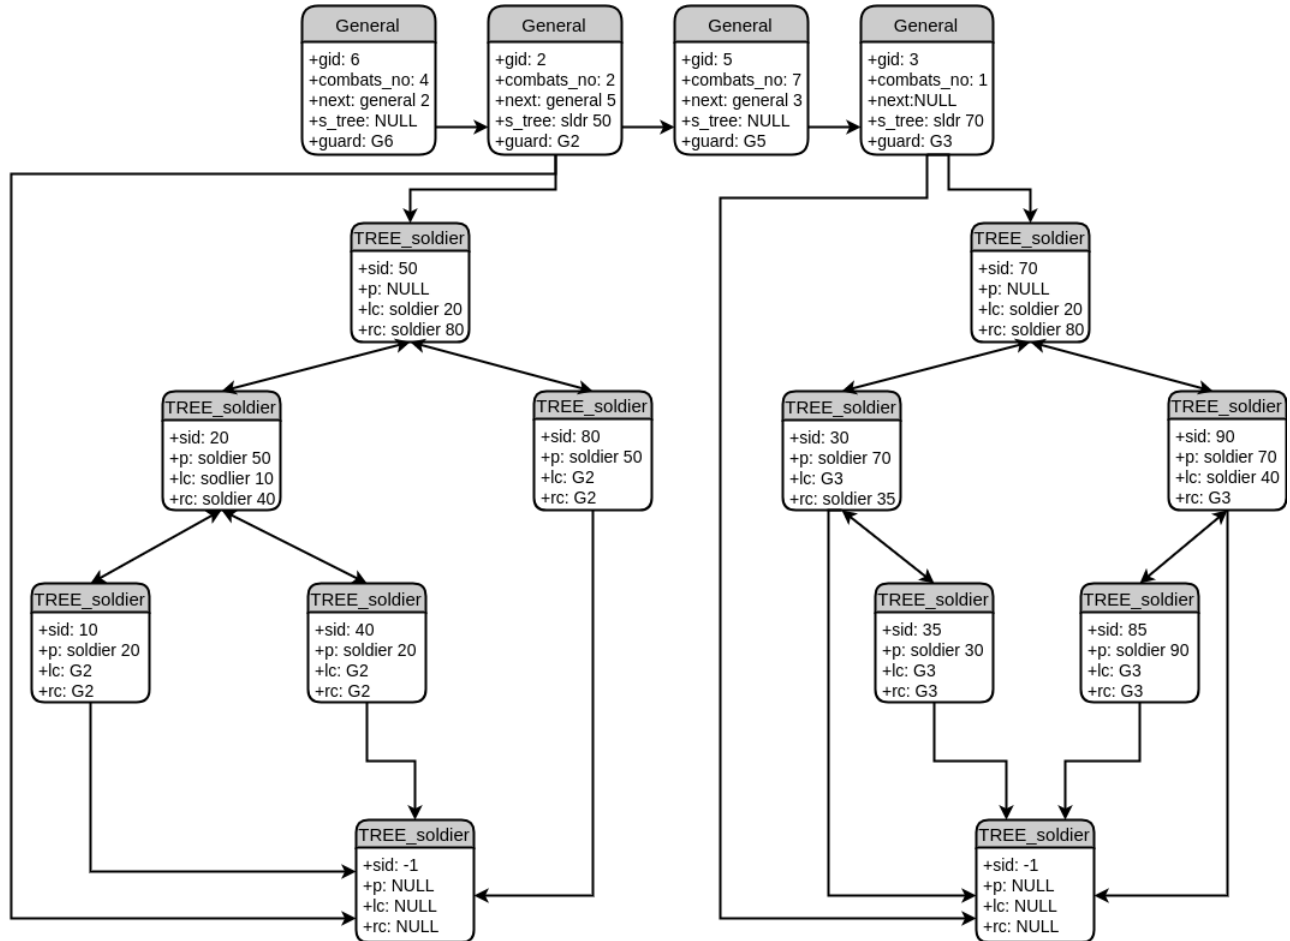 General
+gid: 6
+combats_no: 4
+next: general 2
+s_tree: NULL
+guard: G6
General
+gid: 2
+combats_no: 2
+next: general 5
+s_tree: sldr 50
+guard: G2
General
+gid: 5
+combats_no: 7
+next: general 3
+s_tree: NULL
+guard: G5
General
+gid: 3
+combats_no: 1
+next:NULL
+s_tree: sldr 70
+guard: G3
TREE_soldier
+sid: 50
+p: NULL
+lc: soldier 20
+rc: soldier 80
TREE_soldier
+sid: 70
+p: NULL
+lc: soldier 20
+rc: soldier 80
TREE_soldier
+sid: 20
+p: soldier 50
+lc: sodlier 10
+rc: soldier 40
TREE_soldier
+sid: 80
+p: soldier 50
+lc: G2
+rc: G2
TREE_soldier
+sid: 30
+p: soldier 70
+lc: G3
+rc: soldier 35
TREE_soldier
+sid: 90
+p: soldier 70
+lc: soldier 40
+rc: G3
TREE_soldier
+sid: 10
+p: soldier 20
+lc: G2
+rc: G2
TREE_soldier
+sid: 40
+p: soldier 20
+lc: G2
+rc: G2
TREE_soldier
+sid: 35
+p: soldier 30
+lc: G3
+rc: G3
TREE_soldier
+sid: 85
+p: soldier 90
+lc: G3
+rc: G3
TREE_soldier
+sid: -1
+p: NULL
+lc: NULL
+rc: NULL
TREE_soldier
+sid: -1
+p: NULL
+lc: NULL
+rc: NULL